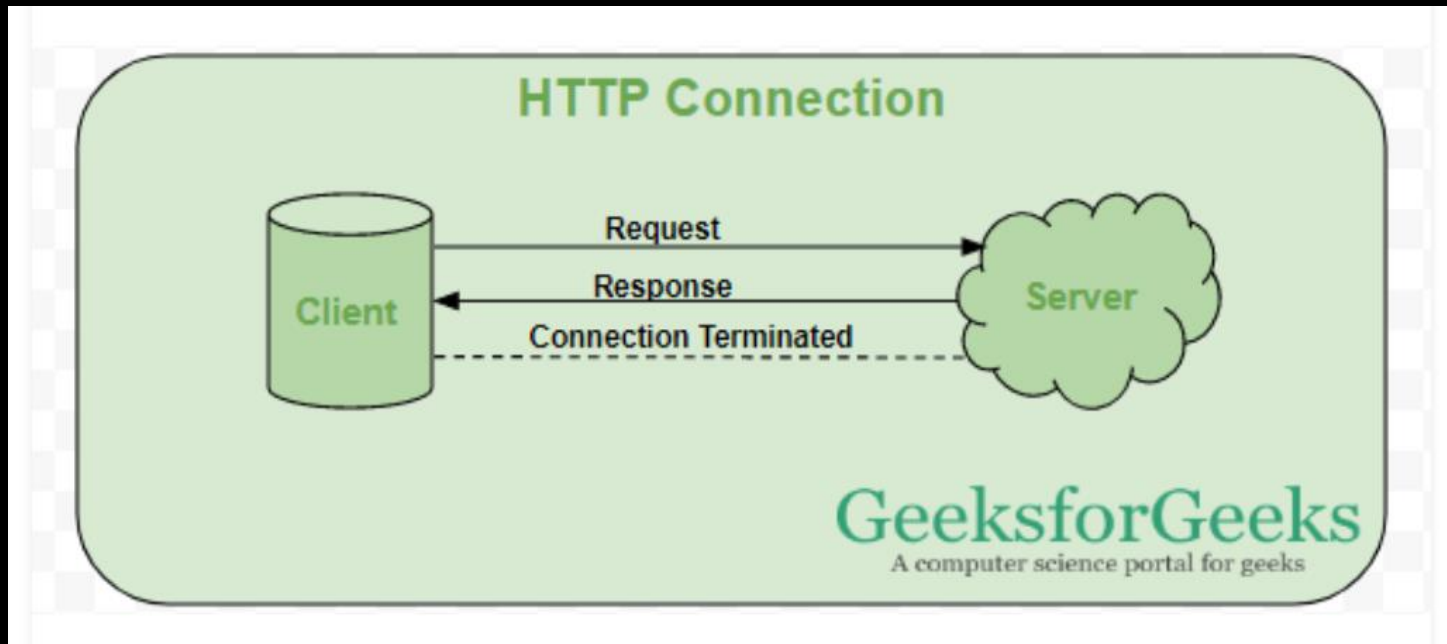 HTTP Connection
Request
Response
Client
Server
Connection Terminated
GeeksforGeeks
A computer science portal for geeks